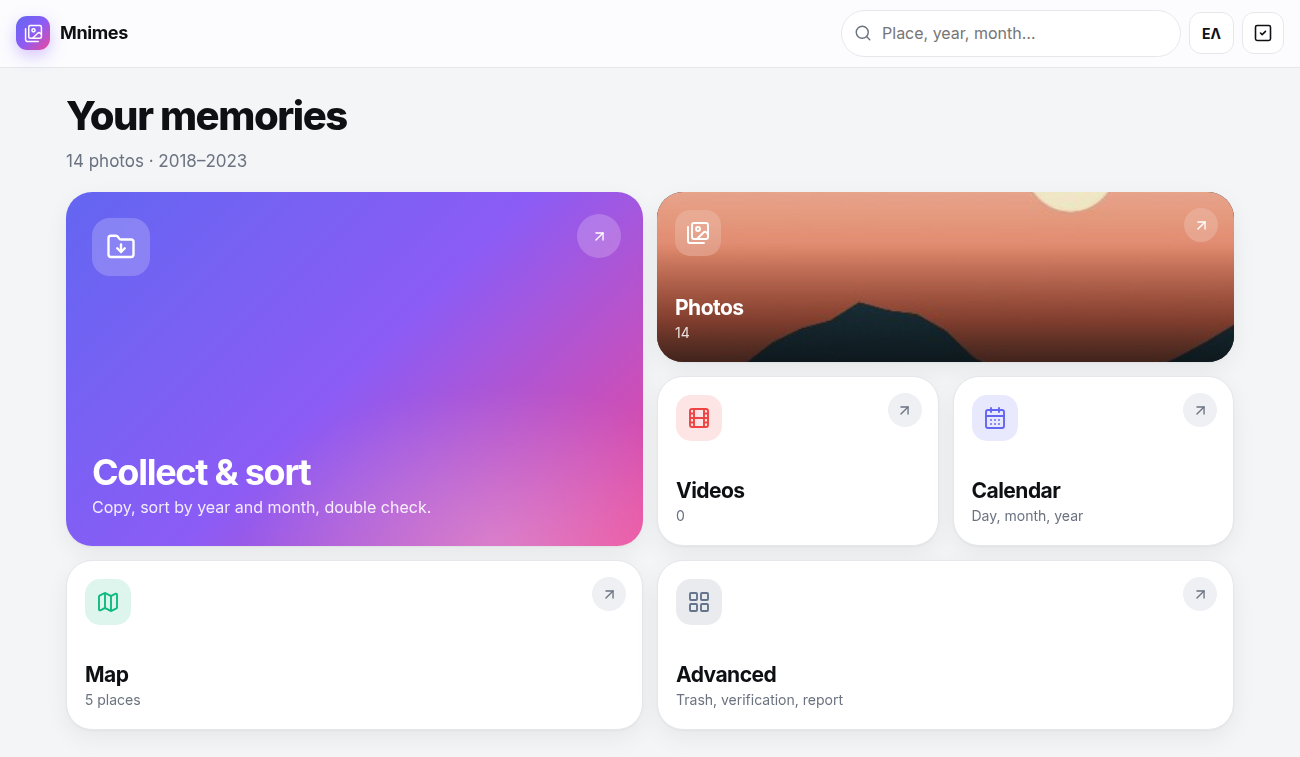 Mnimes
Place, year, month...
ΕΛ
Your memories
14 photos · 2018–2023
Collect & sort
Copy, sort by year and month, double check.
Photos
14
Videos
0
Calendar
Day, month, year
Map
5 places
Advanced
Trash, verification, report